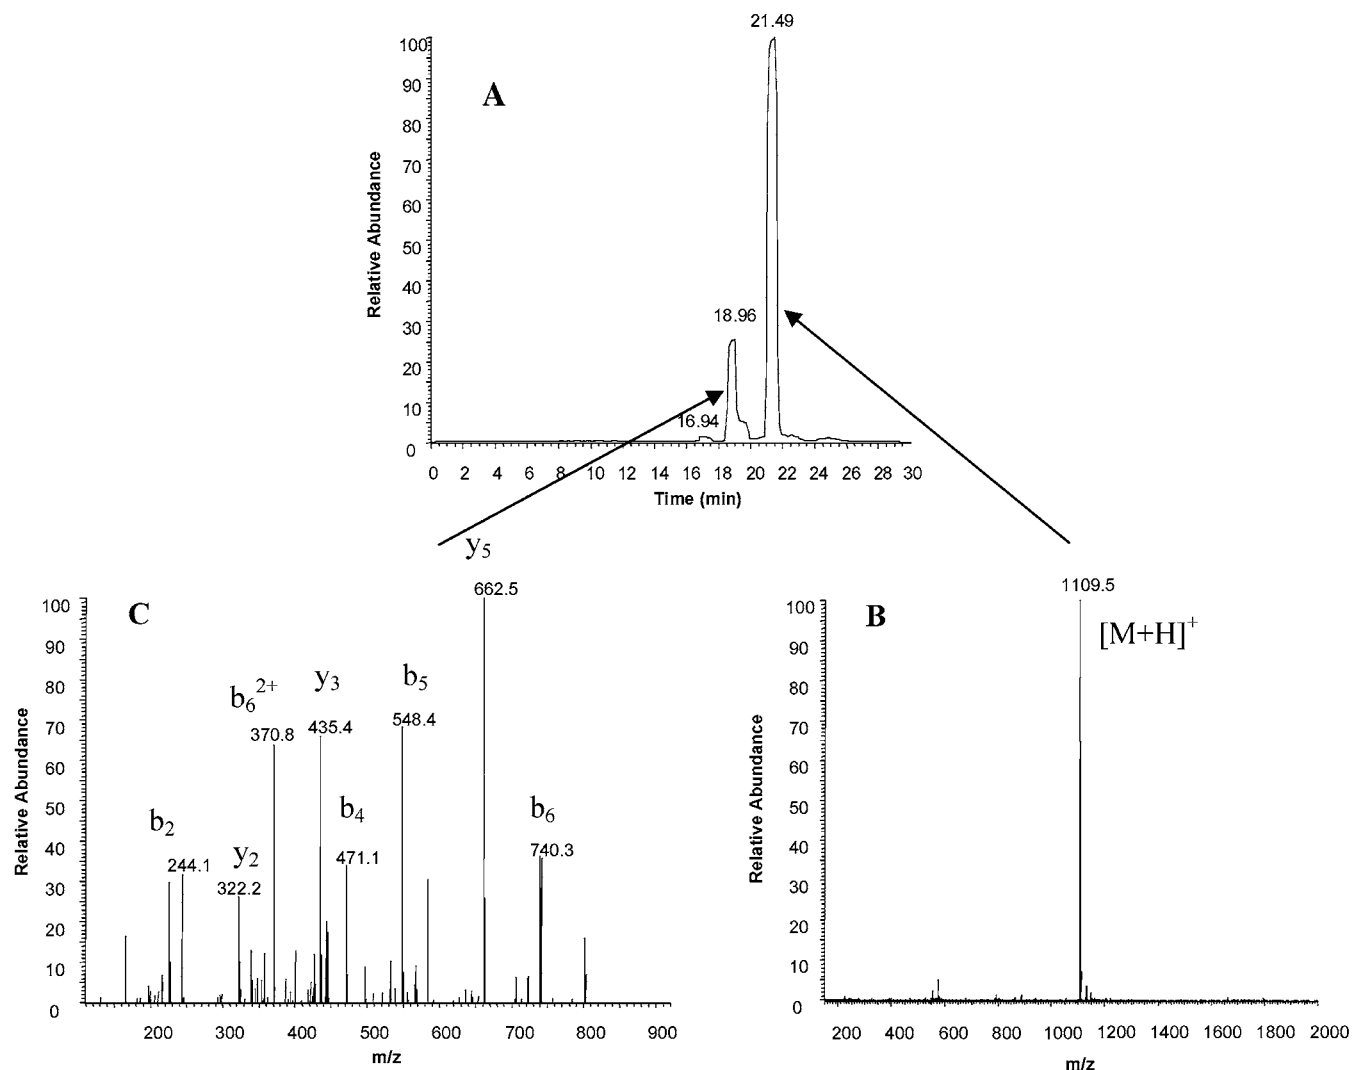 21.49
100
90
A
80
70
60
50
40
30
20
10
0
Relative Abundance
18.96
16.94
0 2 4 6 8 10 12 14 16 18 20 22 24 26 28 30
Time (min)
y5
662.5
C
100
90
80
70
60
50
40
30
20
10
0
Relative Abundance
b6 2+
370.8
y3
435.4
b5
548.4
b2
244.1
y2
322.2
b4
471.1
b6
740.3
200 300 400 500 600 700 800 900
m/z
1109.5
B
[M+H]+
100
90
80
70
60
50
40
30
20
10
0
Relative Abundance
200 400 600 800 1000 1200 1400 1600 1800 2000
m/z